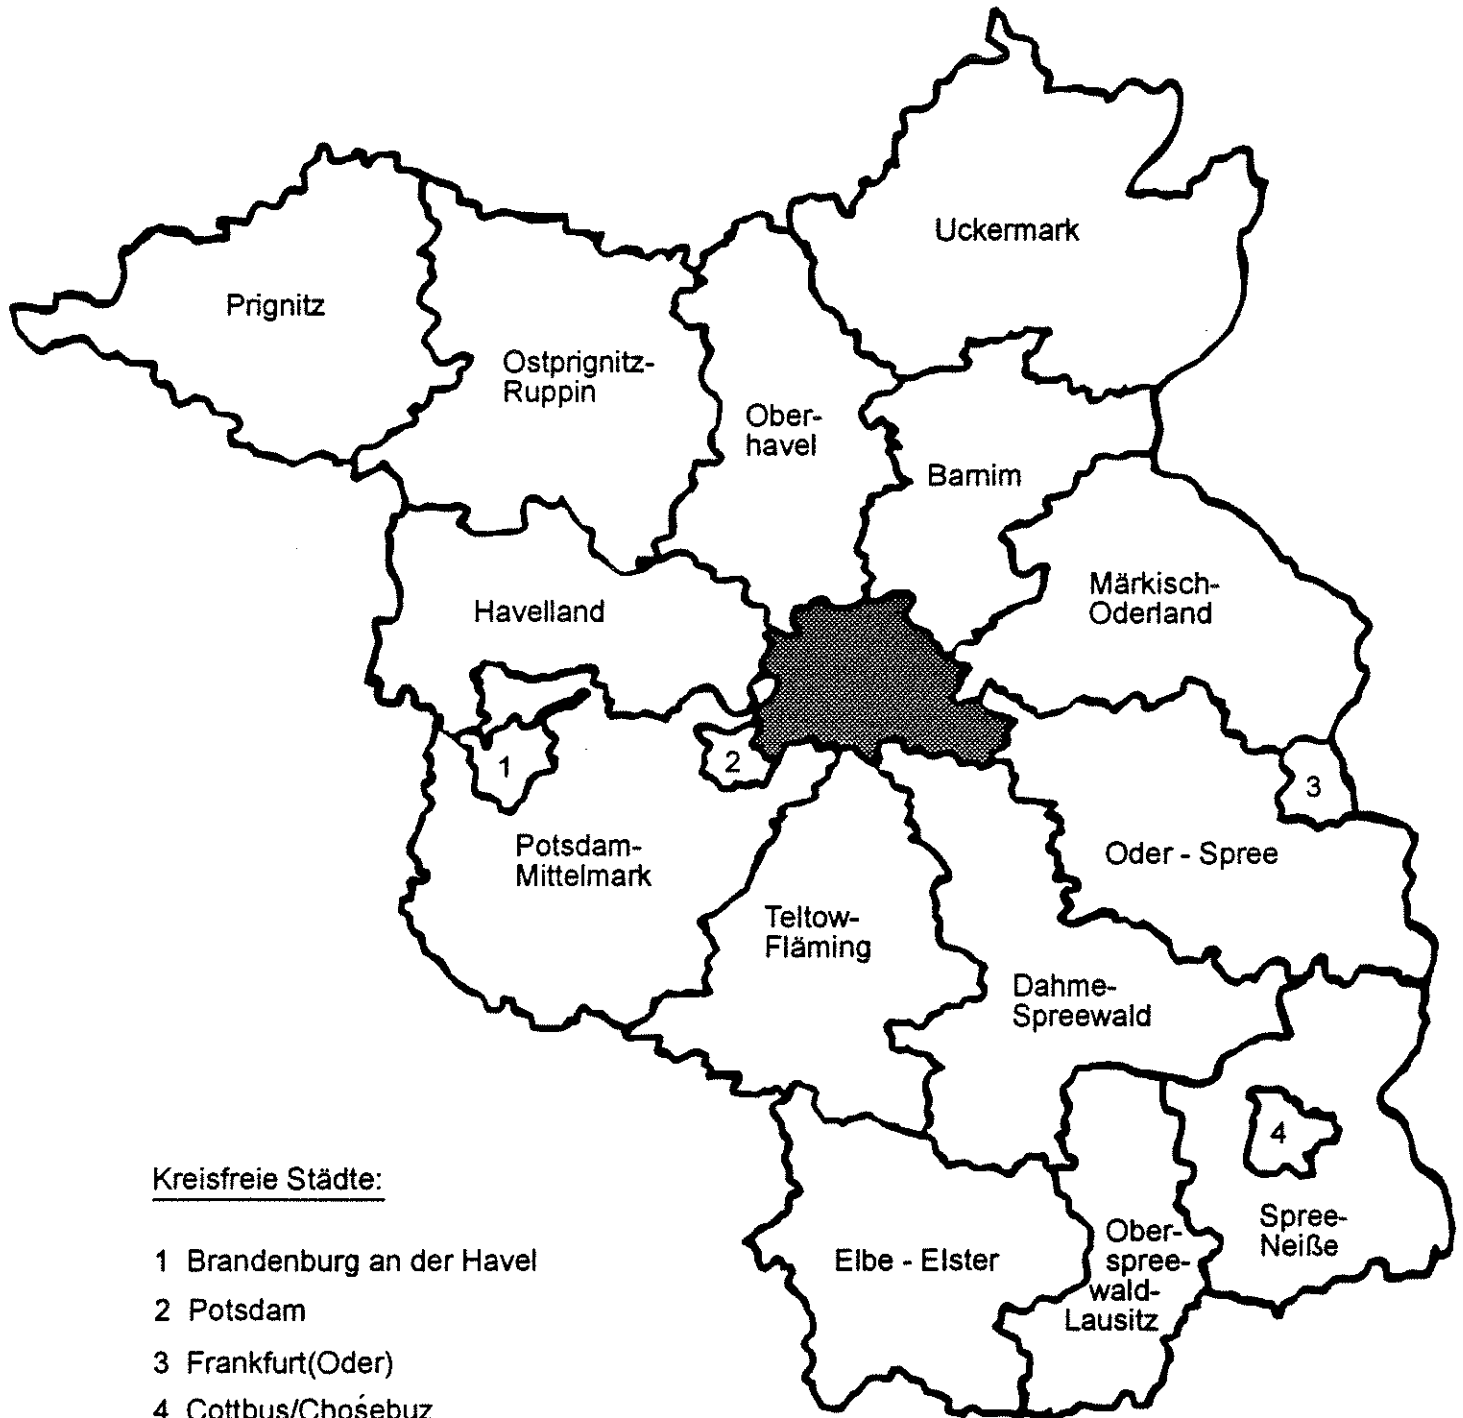 Uckermark
Prignitz
Ostprignitz-
Ruppin
Ober-
havel
Barnim
Märkisch-
Oderland
Havelland
1
2
3
Potsdam-
Mittelmark
Oder - Spree
Teltow-
Fläming
Dahme-
Spreewald
4
Spree-
Neiße
Elbe - Elster
Ober-
spree-
wald-
Lausitz
Kreisfreie Städte:
1 Brandenburg an der Havel
2 Potsdam
3 Frankfurt(Oder)
4 Cottbus/Chośebuz